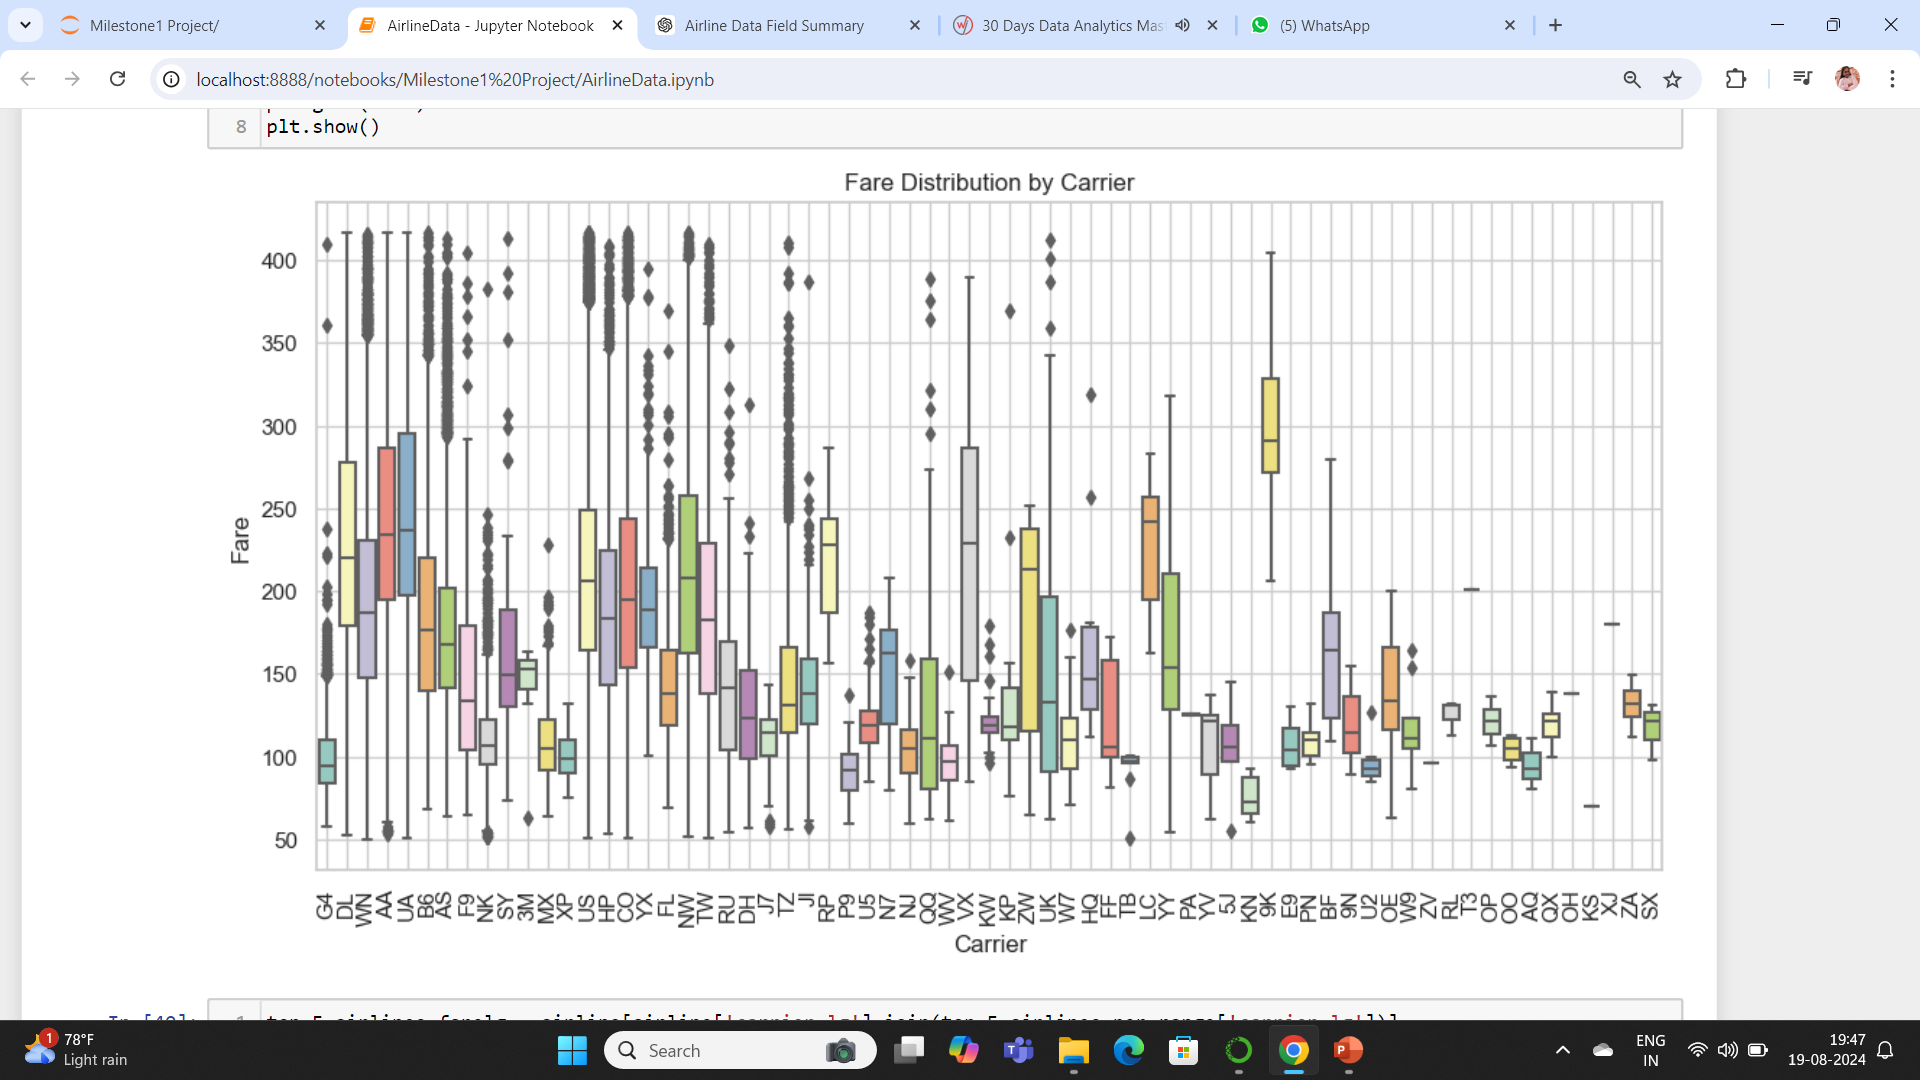 Milestone1 Project/
AirlineData - Jupyter Notebook
Airline Data Field Summary
30 Days Data Analytics Mas
(5) WhatsApp
localhost:8888/notebooks/Milestone1%20Project/AirlineData.ipynb
8 plt.show()
Fare Distribution by Carrier
400
350
300
250
200
150
100
50
Fare
G4 DL WN AA UA B6 AS F9 NK SY 3M MX XP US HP CO YX FL NW TW RU DH J7 TZ JI RP P9 U5 N7 NJ QQ WV VX KW KP ZW UK W7 HQ FF TB LC YY PA YV 5J KN 9K E9 PN BF 9N U2 OE W9 ZV RL T3 OP OO AQ QX OH KS XJ ZA SX
Carrier
1
78°F
Light rain
Search
ENG
IN
19:47
19-08-2024